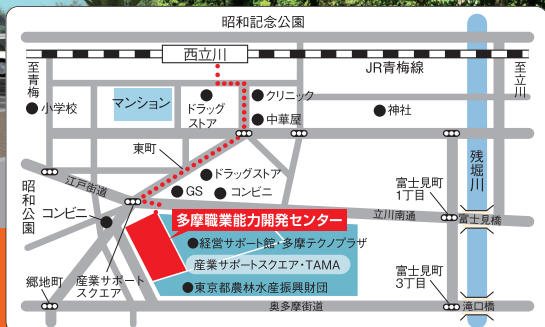 昭和記念公園
西立川
JR青梅線
至青梅
至立川
小学校
マンション
ドラッグ
ストア
クリニック
中華屋
神社
東町
残堀川
江戸街道
昭和公園
ドラッグストア
GS
コンビニ
コンビニ
富士見町
1丁目
立川南通
富士見橋
多摩職業能力開発センター
経営サポート館・多摩テクノプラザ
産業サポートスクエア・TAMA
東京都農林水産振興財団
郷地町
産業サポート
スクエア
富士見町
3丁目
奥多摩街道
滝口橋